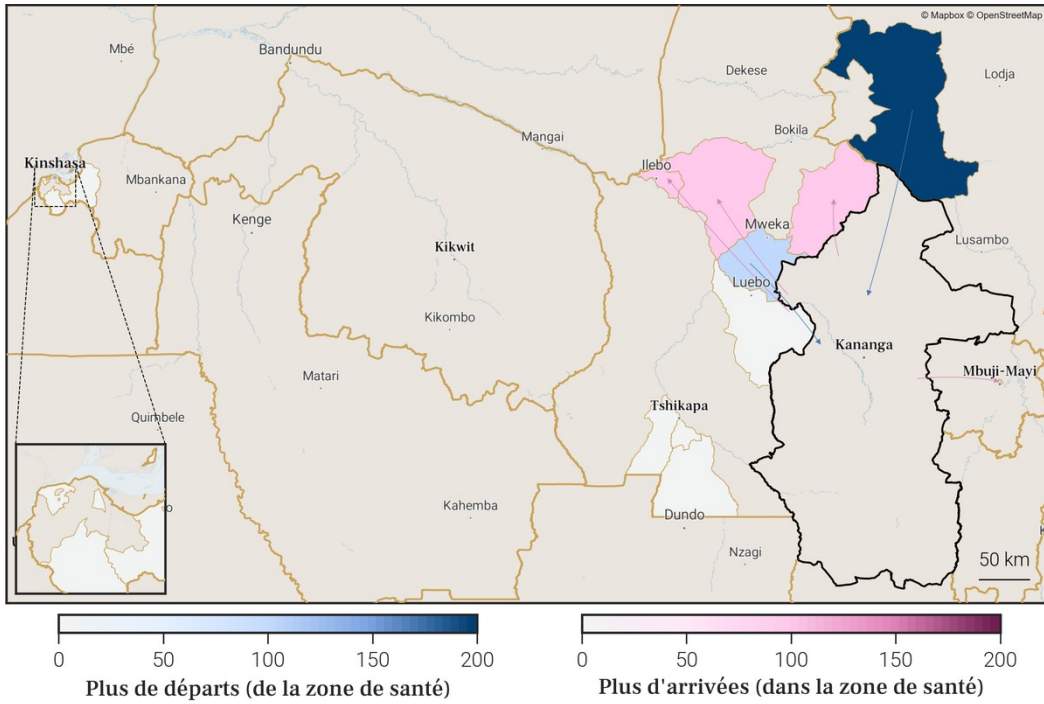 © Mapbox © OpenStreetMap
Mbé
Bandundu
Dekese
Lodja
Bokila
Mangai
Kinshasa
Ilebo
Mbankana
Kenge
Mweka
Kikwit
Lusambo
Luebo
Kikombo
Kananga
Matari
Mbuji-Mayi
Tshikapa
Quimbele
Kahemba
Dundo
Nzagi
50 km
0 50 100 150 200
Plus de départs (de la zone de santé)
0 50 100 150 200
Plus d'arrivées (dans la zone de santé)